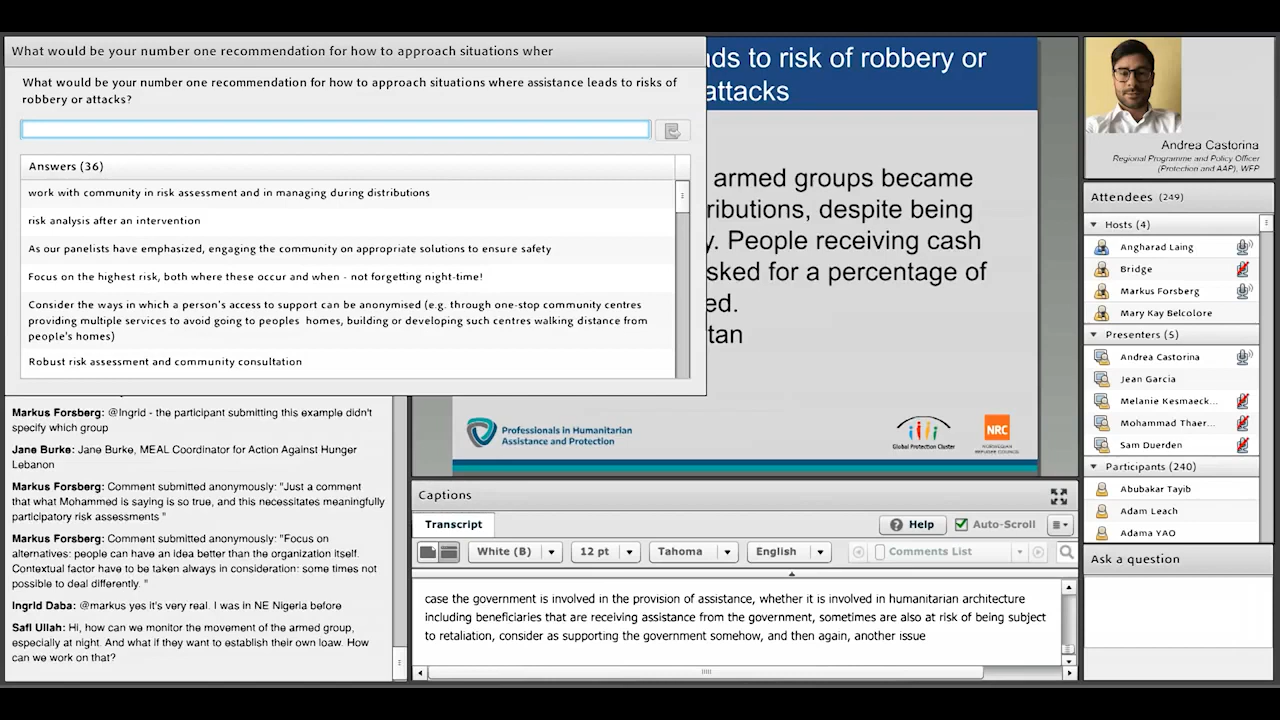 What would be your number one recommendation for how to approach situations wher
What would be your number one recommendation for how to approach situations where assistance leads to risks of
robbery or attacks?
Answers (36)
work with community in risk assessment and in managing during distributions
risk analysis after an intervention
As our panelists have emphasized, engaging the community on appropriate solutions to ensure safety
Focus on the highest risk, both where these occur and when - not forgetting night-time!
Consider the ways in which a person's access to support can be anonymised (e.g. through one-stop community centres
providing multiple services to avoid going to peoples homes, building or developing such centres walking distance from
people's homes)
Robust risk assessment and community consultation
Markus Forsberg: @Ingrid - the participant submitting this example didn't
specify which group
Jane Burke: Jane Burke, MEAL Coordinator for Action Against Hunger
Lebanon
Markus Forsberg: Comment submitted anonymously: "Just a comment
that what Mohammed is saying is so true, and this necessitates meaningfully
participatory risk assessments "
Markus Forsberg: Comment submitted anonymously: "Focus on
alternatives: people can have an idea better than the organization itself.
Contextual factor have to be taken always in consideration: some times not
possible to deal differently. "
Ingrid Daba: @markus yes it's very real. I was in NE Nigeria before
Safi Ullah: Hi, how can we monitor the movement of the armed group,
especially at night. And what if they want to establish their own loaw. How
can we work on that?
ds to risk of robbery or
attacks
armed groups became
ributions, despite being
y. People receiving cash
sked for a percentage of
ed.
tan
Professionals in Humanitarian
Assistance and Protection
Global Protection Cluster
NRC
NORWEGIAN
REFUGEE COUNCIL
Captions
Transcript
Help
Auto-Scroll
White (B)
12 pt
Tahoma
English
Comments List
case the government is involved in the provision of assistance, whether it is involved in humanitarian architecture
including beneficiaries that are receiving assistance from the government, sometimes are also at risk of being subject
to retaliation, consider as supporting the government somehow, and then again, another issue
Andrea Castorina
Regional Programme and Policy Officer
(Protection and AAP), WFP
Attendees (249)
Hosts (4)
Angharad Laing
Bridge
Markus Forsberg
Mary Kay Belcolore
Presenters (5)
Andrea Castorina
Jean Garcia
Melanie Kesmaeck...
Mohammad Thaer...
Sam Duerden
Participants (240)
Abubakar Tayib
Adam Leach
Adama YAO
Ask a question